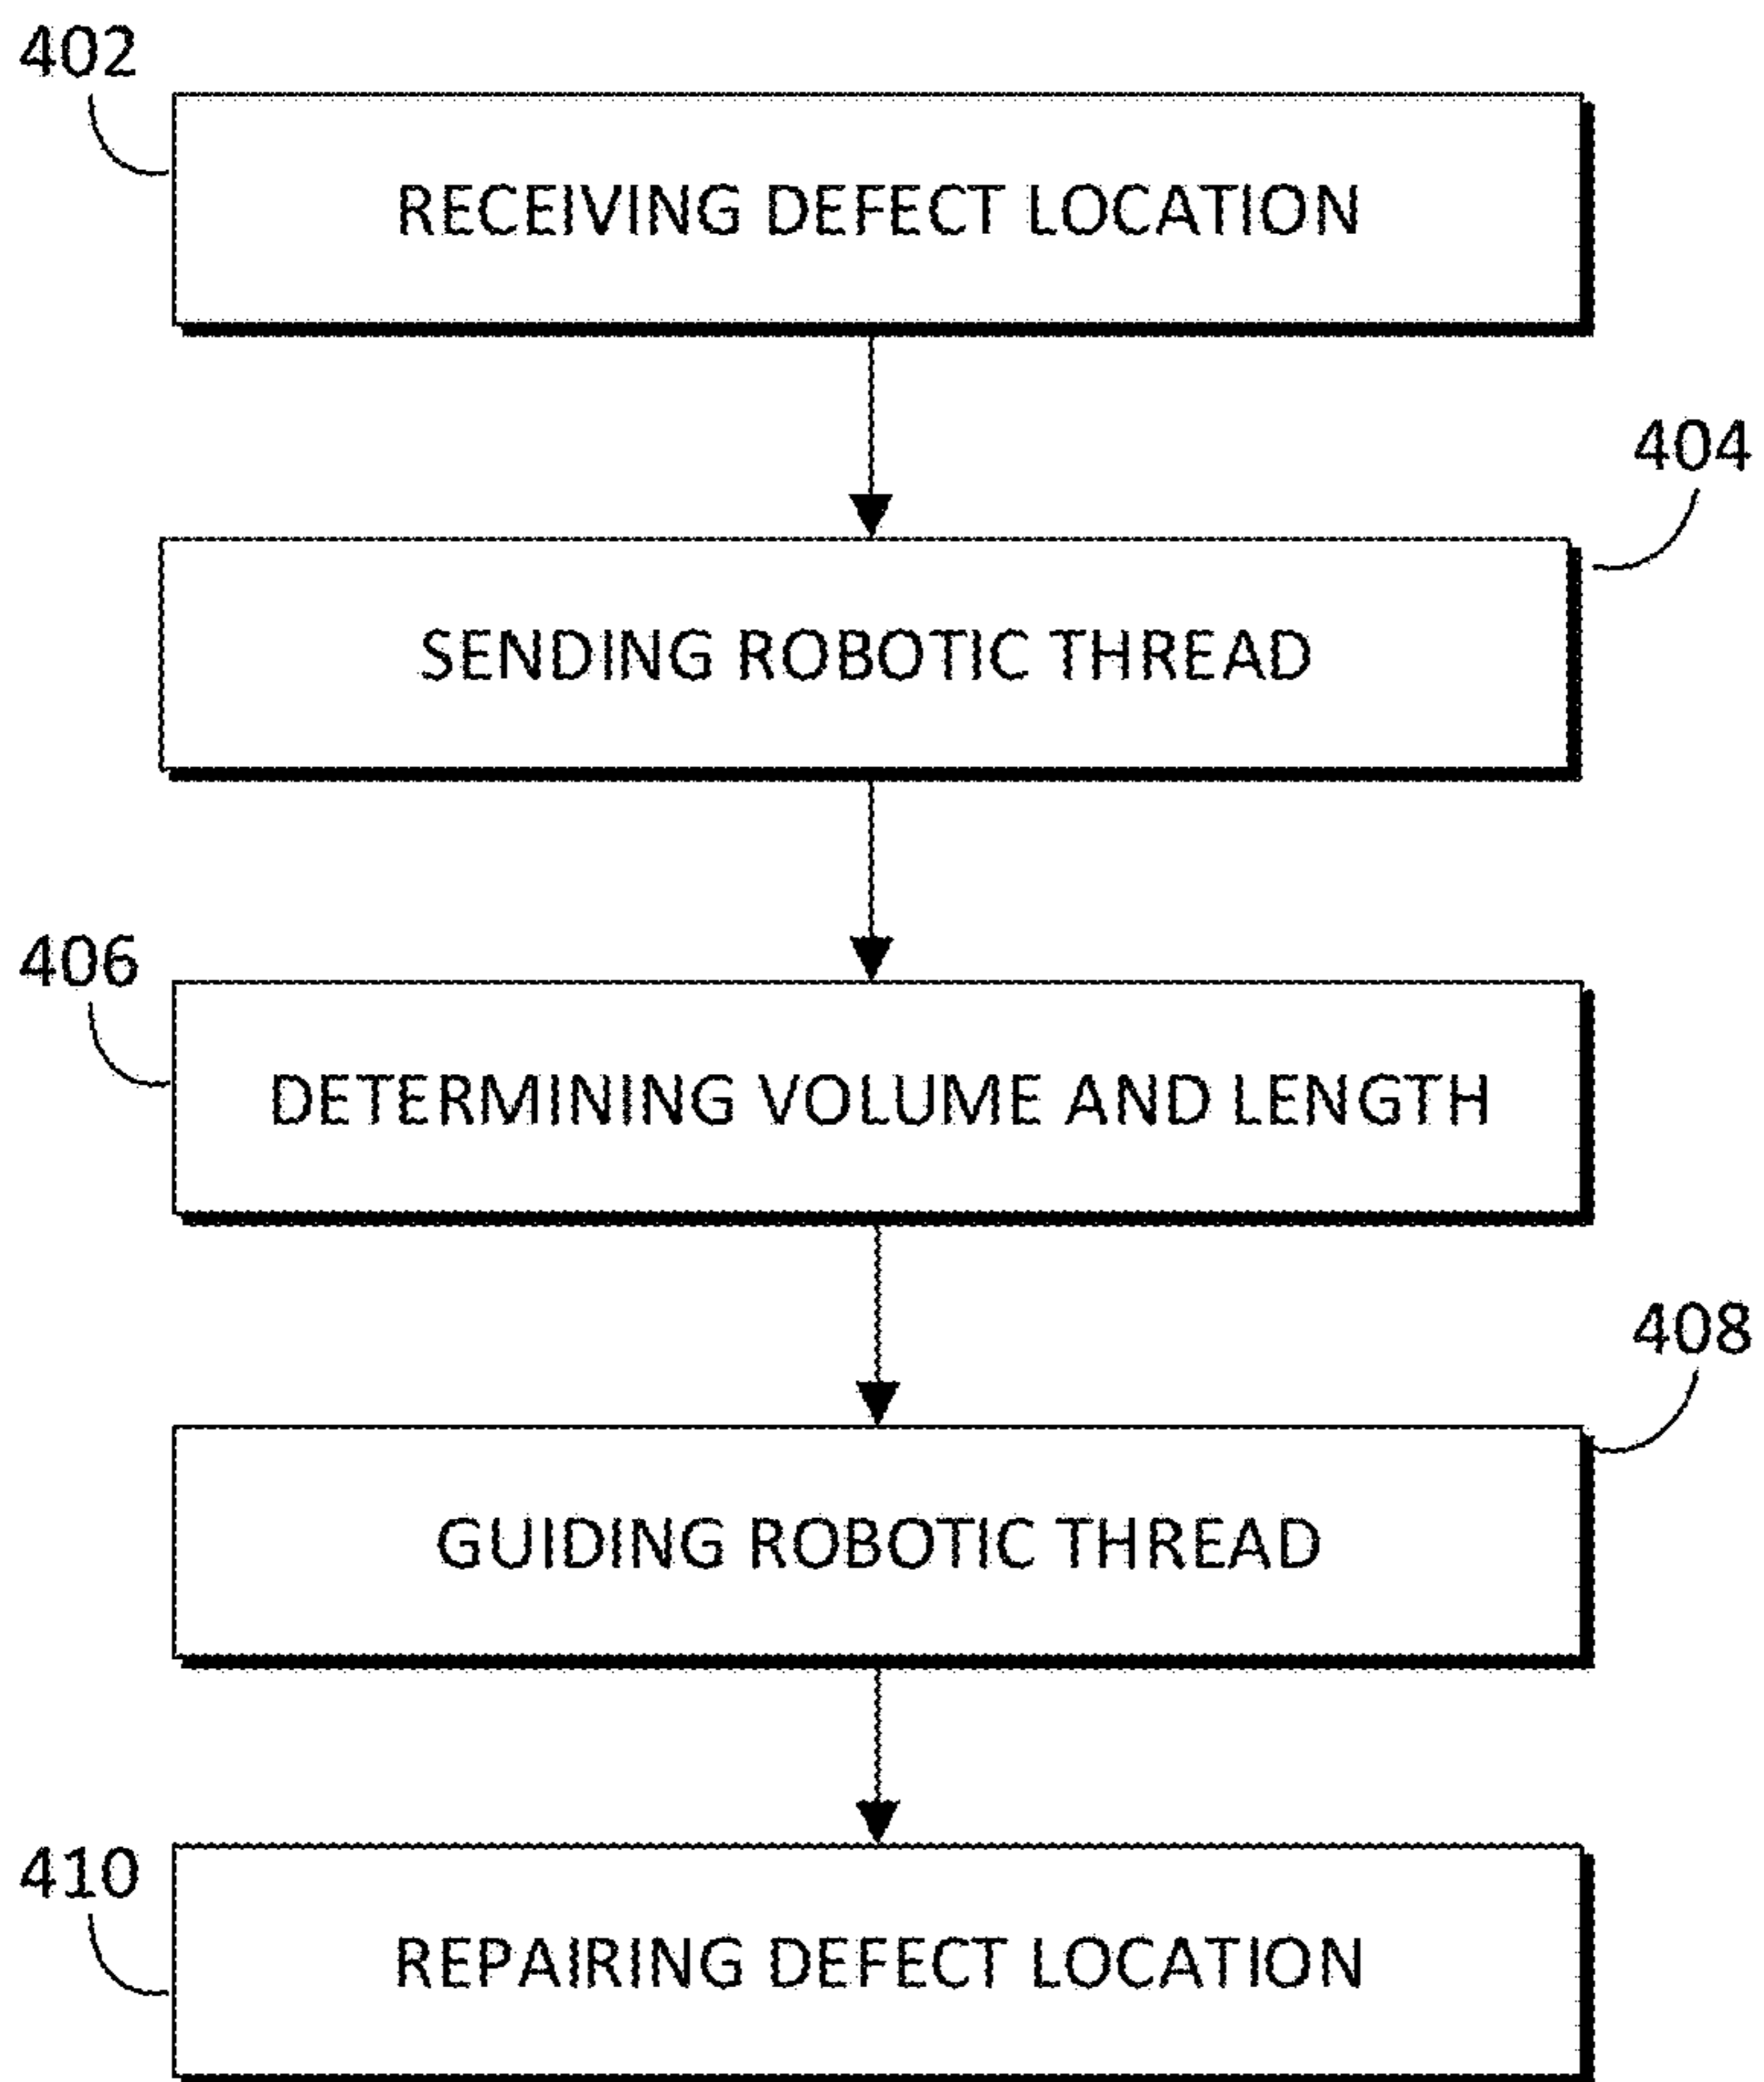 402
RECEIVING DEFECT LOCATION
404
SENDING ROBOTIC THREAD
406
DETERMINING VOLUME AND LENGTH
408
GUIDING ROBOTIC THREAD
410
REPAIRING DEFECT LOCATION